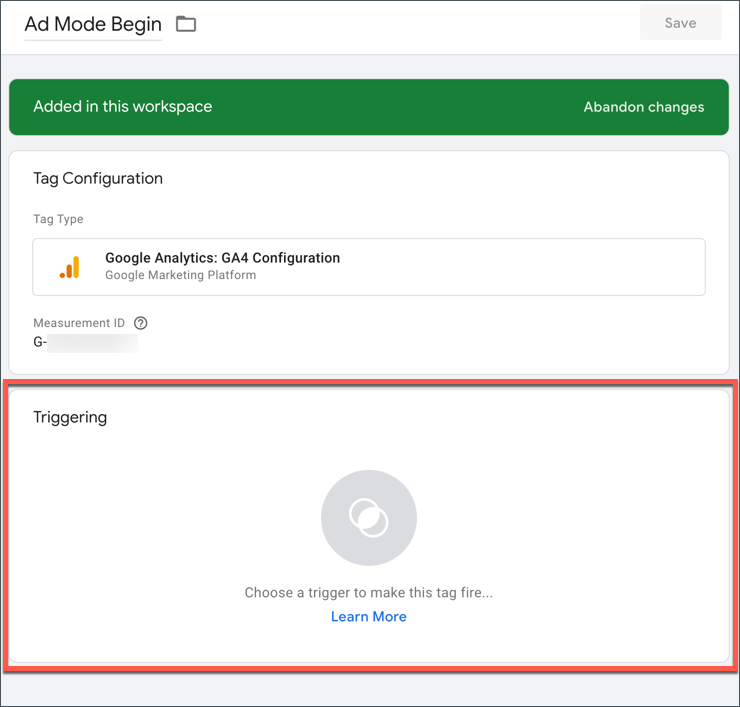 Ad Mode Begin
Save
Added in this workspace
Abandon changes
Tag Configuration
Tag Type
Google Analytics: GA4 Configuration
Google Marketing Platform
Measurement ID
G-
Triggering
Choose a trigger to make this tag fire...
Learn More